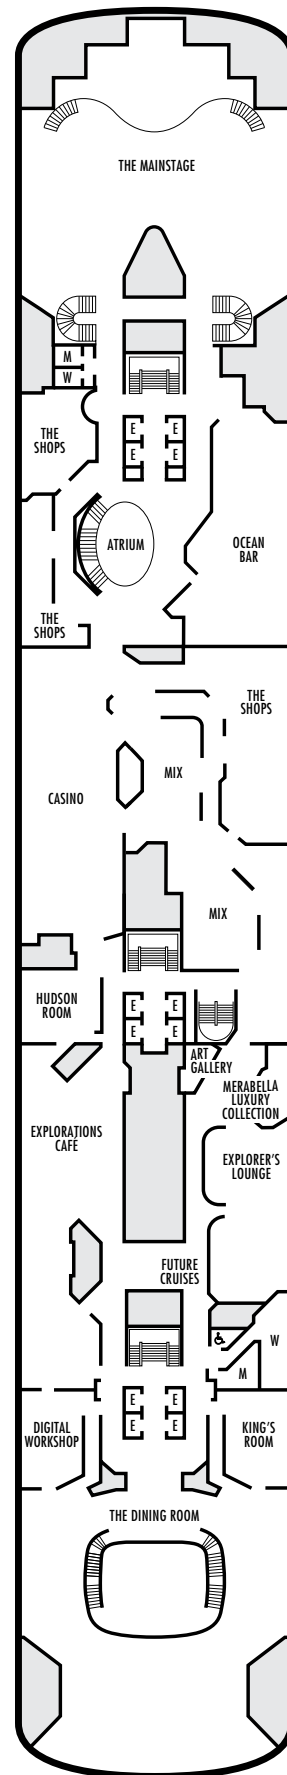 THE MAINSTAGE
M
W
E
E
E
E
THE
SHOPS
ATRIUM
OCEAN
BAR
THE
SHOPS
THE
SHOPS
MIX
CASINO
MIX
HUDSON
ROOM
E
E
E
E
ART
GALLERY
MERABELLA
LUXURY
COLLECTION
EXPLORATIONS
CAFÉ
EXPLORER'S
LOUNGE
FUTURE
CRUISES
W
M
E
E
E
E
DIGITAL
WORKSHOP
KING'S
ROOM
THE DINING ROOM